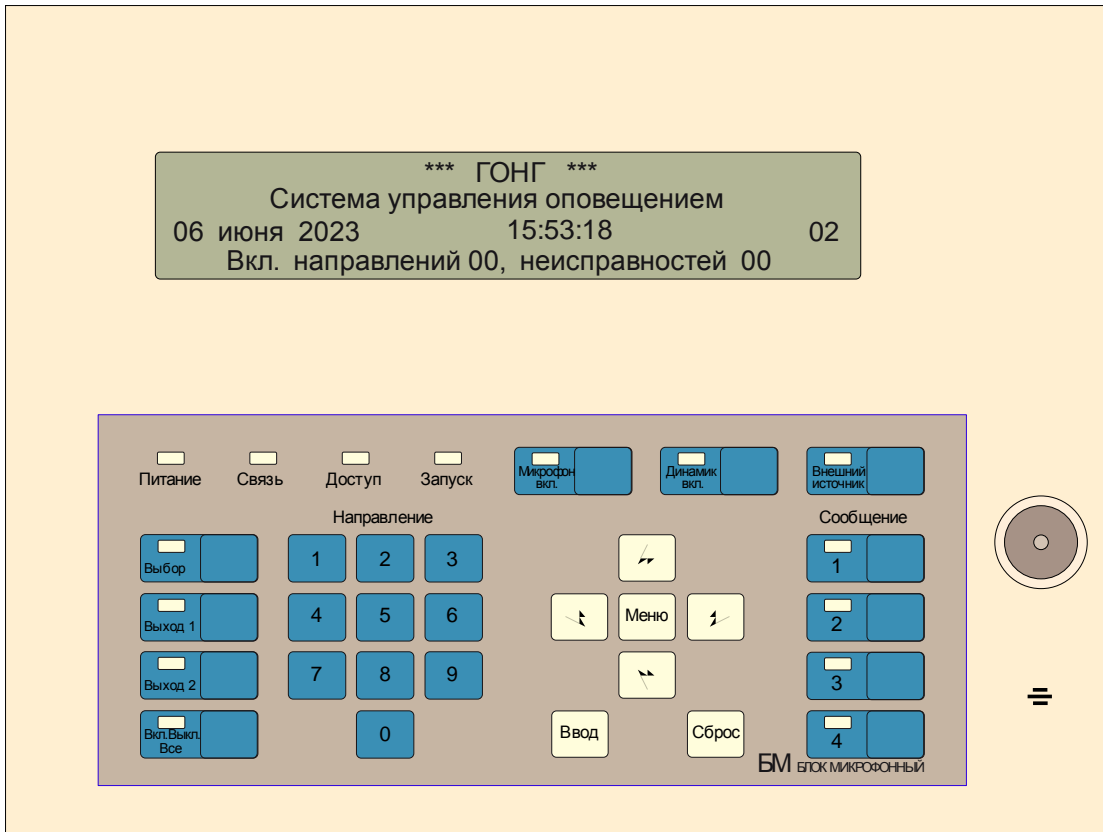 *** ГОНГ ***
Система управления оповещением
06 июня 2023 15:53:18 02
Вкл. направлений 00, неисправностей 00
Питание Связь Доступ Запуск
Микрофон
вкл.
Динамик
вкл.
Внешний
источник
Направление
Сообщение
Выбор
1 2 3
1
Выход 1
4 5 6
Меню
2
Выход 2
7 8 9
3
Вкл.Выкл.
Все
0
Ввод
Сброс
4
БМ БЛОК МИКРОФОННЫЙ